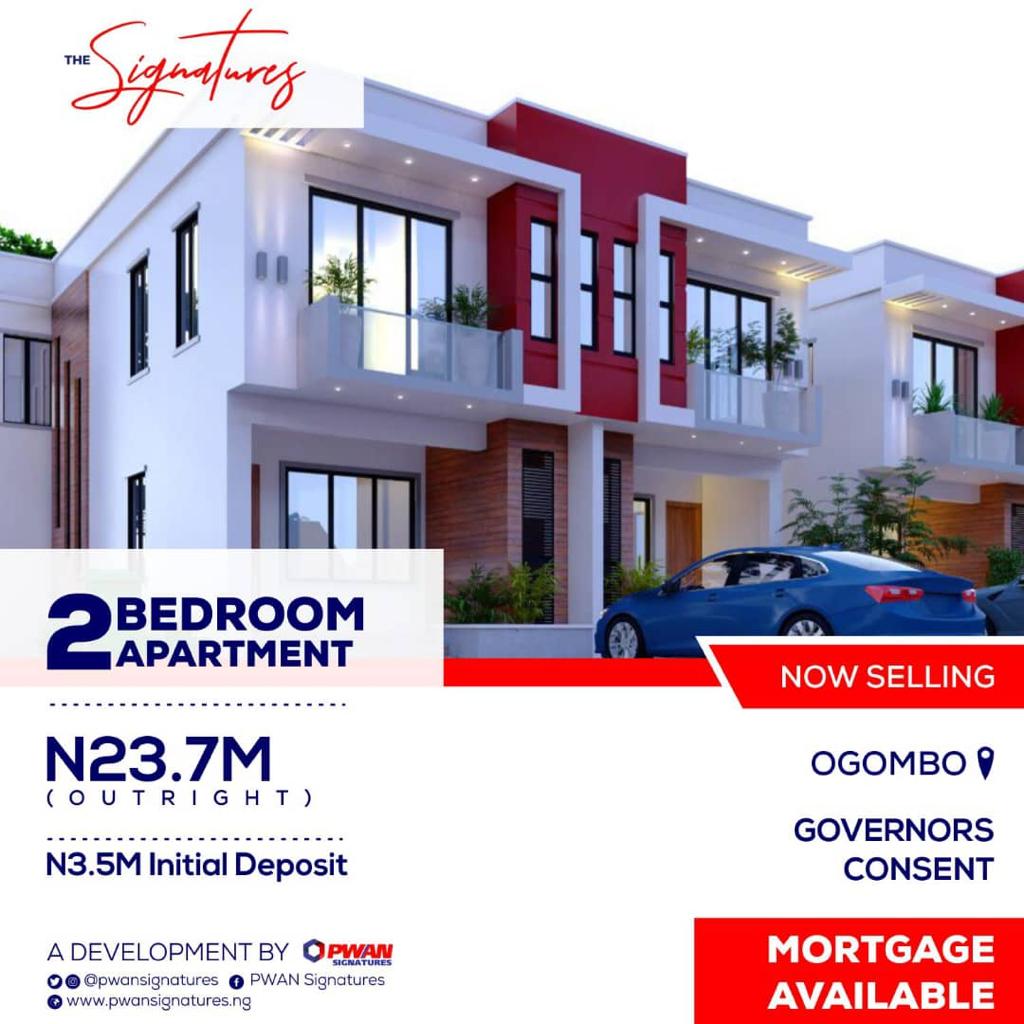 THE Signatures
2 BEDROOM
APARTMENT
N23.7M
(OUTRIGHT)
N3.5M Initial Deposit
NOW SELLING
OGOMBO
GOVERNORS
CONSENT
A DEVELOPMENT BY PWAN
SIGNATURES
@pwansignatures PWAN Signatures
www.pwansignatures.ng
MORTGAGE
AVAILABLE